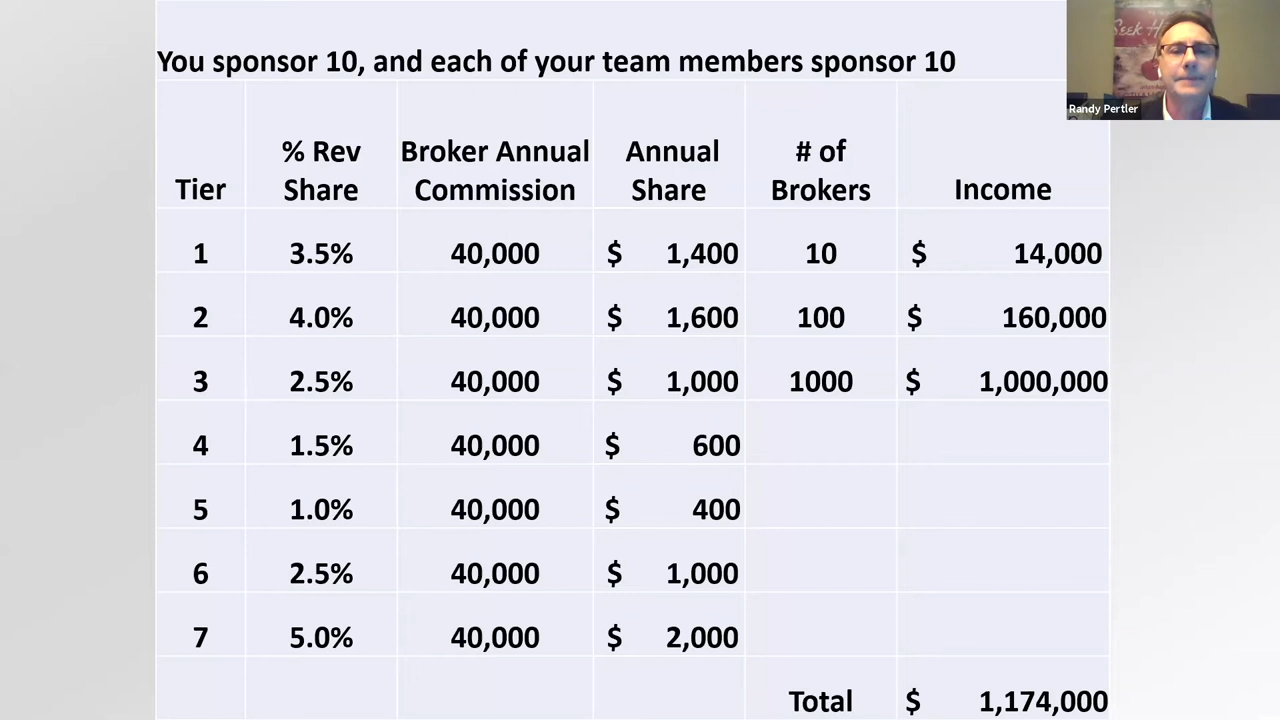 You sponsor 10, and each of your team members sponsor 10
Seek H
Randy Pertler
Tier % Rev Share Broker Annual Commission Annual Share # of Brokers Income
1 3.5% 40,000 $ 1,400 10 $ 14,000
2 4.0% 40,000 $ 1,600 100 $ 160,000
3 2.5% 40,000 $ 1,000 1000 $ 1,000,000
4 1.5% 40,000 $ 600
5 1.0% 40,000 $ 400
6 2.5% 40,000 $ 1,000
7 5.0% 40,000 $ 2,000
Total $ 1,174,000